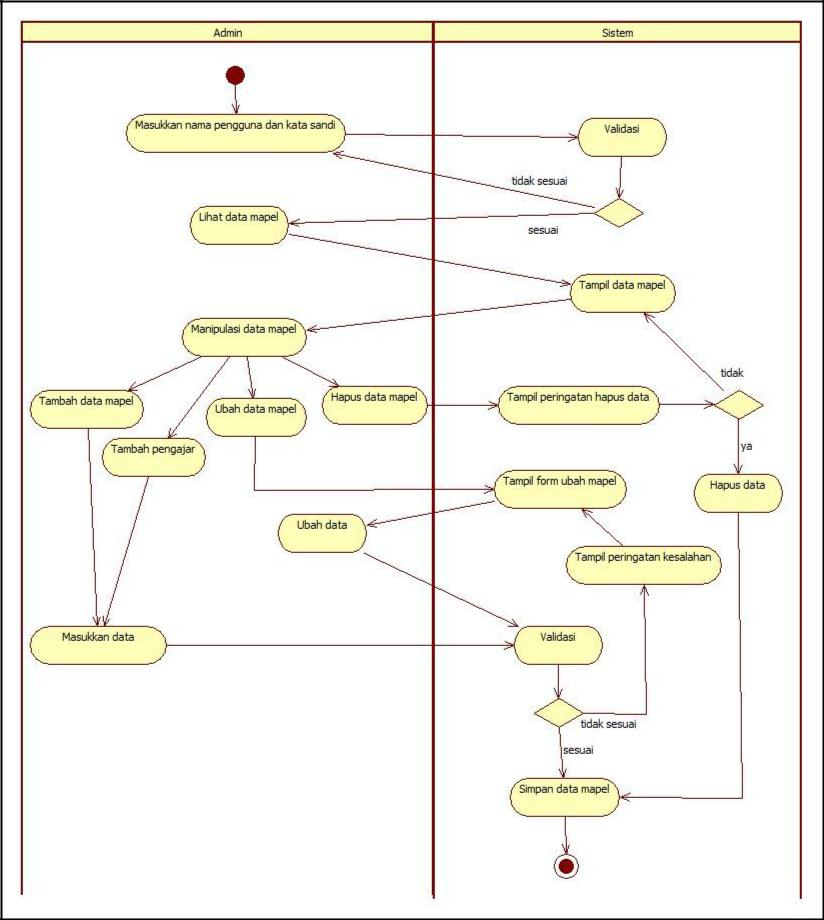 Admin
Sistem
Masukkan nama pengguna dan kata sandi
Validasi
tidak sesuai
Lihat data mapel
sesuai
Tampil data mapel
Manipulasi data mapel
tidak
Tambah data mapel
Ubah data mapel
Hapus data mapel
Tampil peringatan hapus data
Tambah pengajar
ya
Tampil form ubah mapel
Hapus data
Ubah data
Tampil peringatan kesalahan
Masukkan data
Validasi
tidak sesuai
sesuai
Simpan data mapel